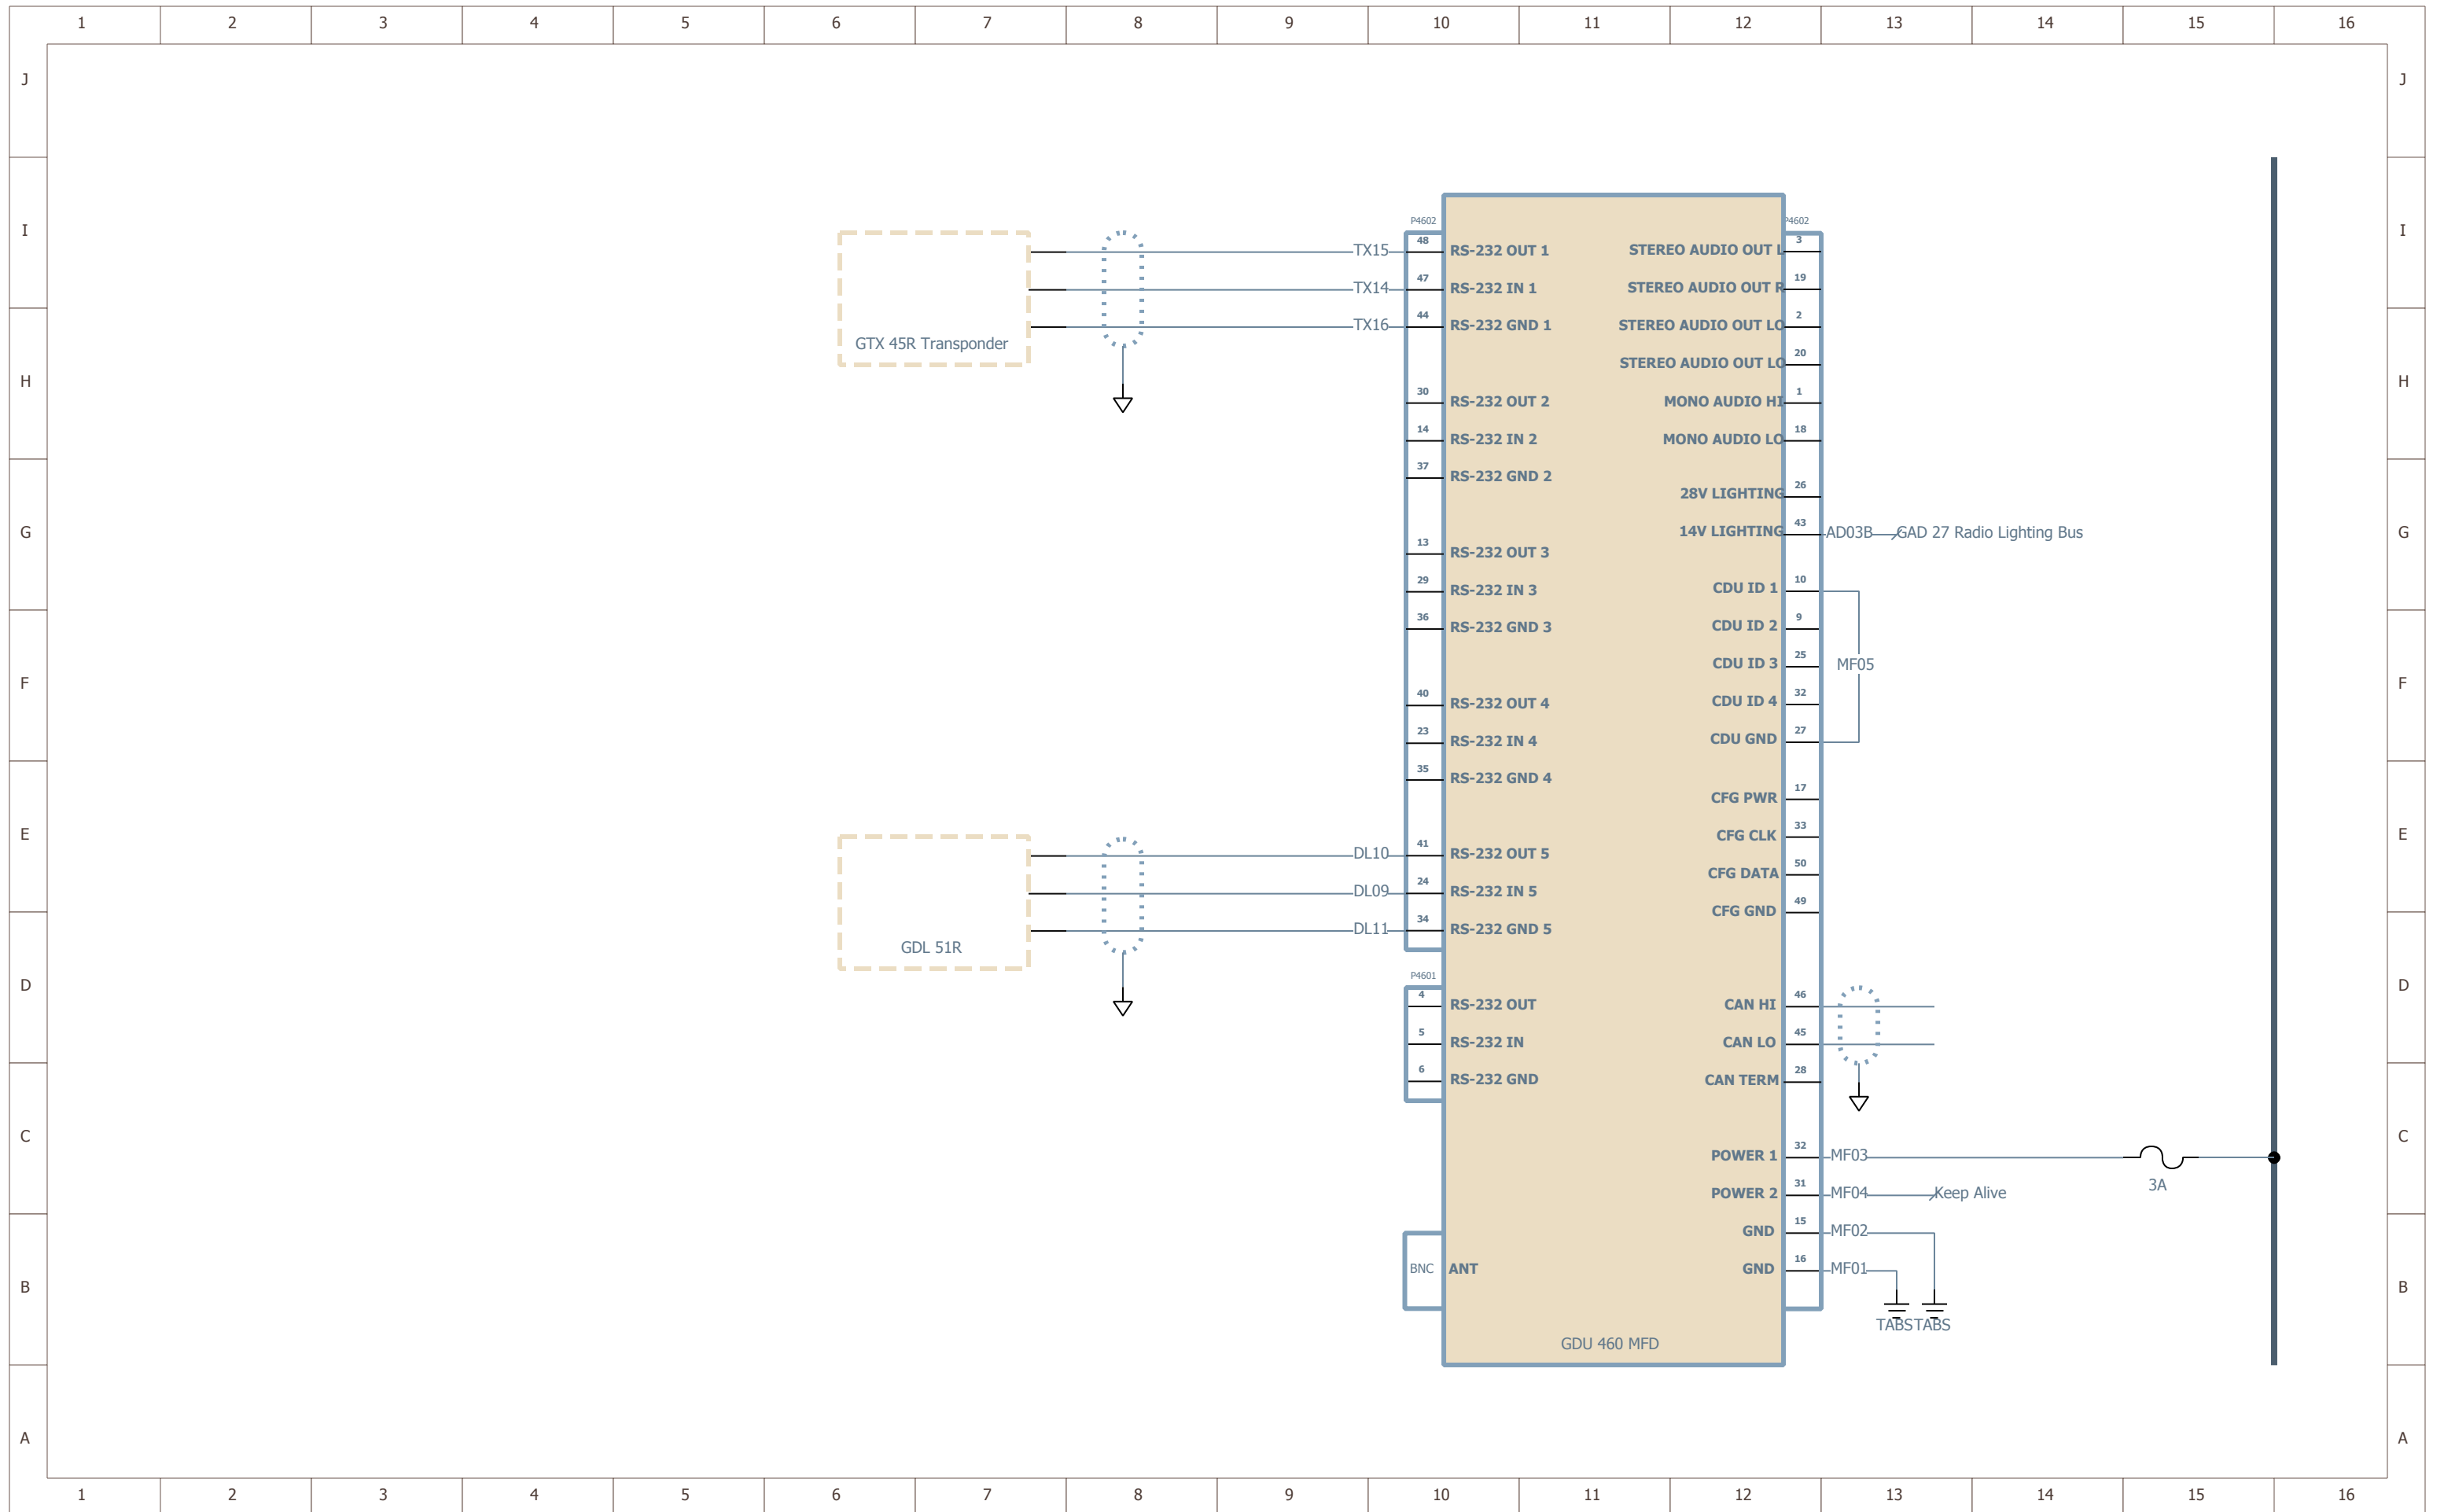 1 2 3 4 5 6 7 8 9 10 11 12 13 14 15 16
J J
I I
H H
G G
F F
E E
D D
C C
B B
A A
GTX 45R Transponder
TX15
TX14
TX16
GDL 51R
DL10
DL09
DL11
P4602
48 RS-232 OUT 1
47 RS-232 IN 1
44 RS-232 GND 1
30 RS-232 OUT 2
14 RS-232 IN 2
37 RS-232 GND 2
13 RS-232 OUT 3
29 RS-232 IN 3
36 RS-232 GND 3
40 RS-232 OUT 4
23 RS-232 IN 4
35 RS-232 GND 4
41 RS-232 OUT 5
24 RS-232 IN 5
34 RS-232 GND 5
P4601
4 RS-232 OUT
5 RS-232 IN
6 RS-232 GND
BNC ANT
GDU 460 MFD
P4602
STEREO AUDIO OUT L 3
STEREO AUDIO OUT R 19
STEREO AUDIO OUT LO 2
STEREO AUDIO OUT LO 20
MONO AUDIO HI 1
MONO AUDIO LO 18
28V LIGHTING 26
14V LIGHTING 43 AD03B GAD 27 Radio Lighting Bus
CDU ID 1 10
CDU ID 2 9
CDU ID 3 25 MF05
CDU ID 4 32
CDU GND 27
CFG PWR 17
CFG CLK 33
CFG DATA 50
CFG GND 49
CAN HI 46
CAN LO 45
CAN TERM 28
POWER 1 32 MF03
3A
POWER 2 31 MF04 Keep Alive
GND 15 MF02
GND 16 MF01
TABS TABS
1 2 3 4 5 6 7 8 9 10 11 12 13 14 15 16